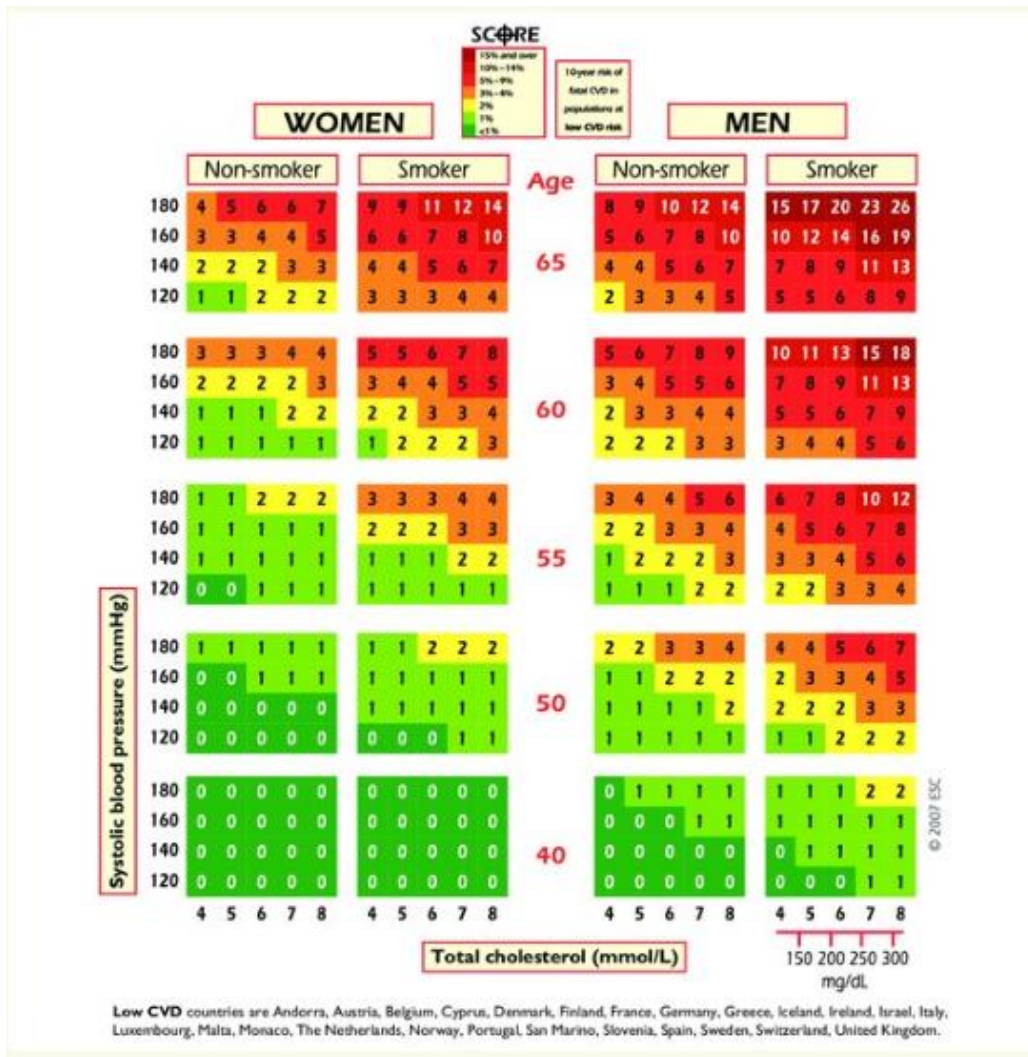 SCORE
15% and over
10%–14%
5%–9%
3%–4%
2%
1%
<1%
10-year risk of
fatal CVD in
populations at
low CVD risk
WOMEN
MEN
Non-smoker Smoker Age Non-smoker Smoker
180 4 5 6 6 7 9 9 11 12 14 8 9 10 12 14 15 17 20 23 26
160 3 3 4 4 5 6 6 7 8 10 5 6 7 8 10 10 12 14 16 19
65
140 2 2 2 3 3 4 4 5 6 7 4 4 5 6 7 7 8 9 11 13
120 1 1 2 2 2 3 3 3 4 4 2 3 3 4 5 5 5 6 8 9
180 3 3 3 4 4 5 5 6 7 8 5 6 7 8 9 10 11 13 15 18
160 2 2 2 2 3 3 4 4 5 5 3 4 5 5 6 7 8 9 11 13
60
140 1 1 1 2 2 2 2 3 3 4 2 3 3 4 4 5 5 6 7 9
120 1 1 1 1 1 1 2 2 2 3 2 2 2 3 3 3 4 4 5 6
180 1 1 2 2 2 3 3 3 4 4 3 4 4 5 6 6 7 8 10 12
160 1 1 1 1 1 2 2 2 3 3 2 2 3 3 4 4 5 6 7 8
55
140 1 1 1 1 1 1 1 1 2 2 1 2 2 2 3 3 3 4 5 6
120 0 0 1 1 1 1 1 1 1 1 1 1 1 2 2 2 2 3 3 4
180 1 1 1 1 1 1 1 2 2 2 2 2 3 3 4 4 4 5 6 7
160 0 0 1 1 1 1 1 1 1 1 1 1 2 2 2 2 3 3 4 5
50
140 0 0 0 0 0 1 1 1 1 1 1 1 1 1 2 2 2 2 3 3
120 0 0 0 0 0 0 0 0 1 1 1 1 1 1 1 1 1 2 2 2
180 0 0 0 0 0 0 0 0 0 0 0 1 1 1 1 1 1 1 2 2
160 0 0 0 0 0 0 0 0 0 0 0 0 0 1 1 1 1 1 1 1
40
140 0 0 0 0 0 0 0 0 0 0 0 0 0 0 0 0 1 1 1 1
120 0 0 0 0 0 0 0 0 0 0 0 0 0 0 0 0 0 0 1 1
4 5 6 7 8 4 5 6 7 8 4 5 6 7 8 4 5 6 7 8
Systolic blood pressure (mmHg)
© 2007 ESC
Total cholesterol (mmol/L)
150 200 250 300
mg/dL
Low CVD countries are Andorra, Austria, Belgium, Cyprus, Denmark, Finland, France, Germany, Greece, Iceland, Ireland, Israel, Italy,
Luxembourg, Malta, Monaco, The Netherlands, Norway, Portugal, San Marino, Slovenia, Spain, Sweden, Switzerland, United Kingdom.